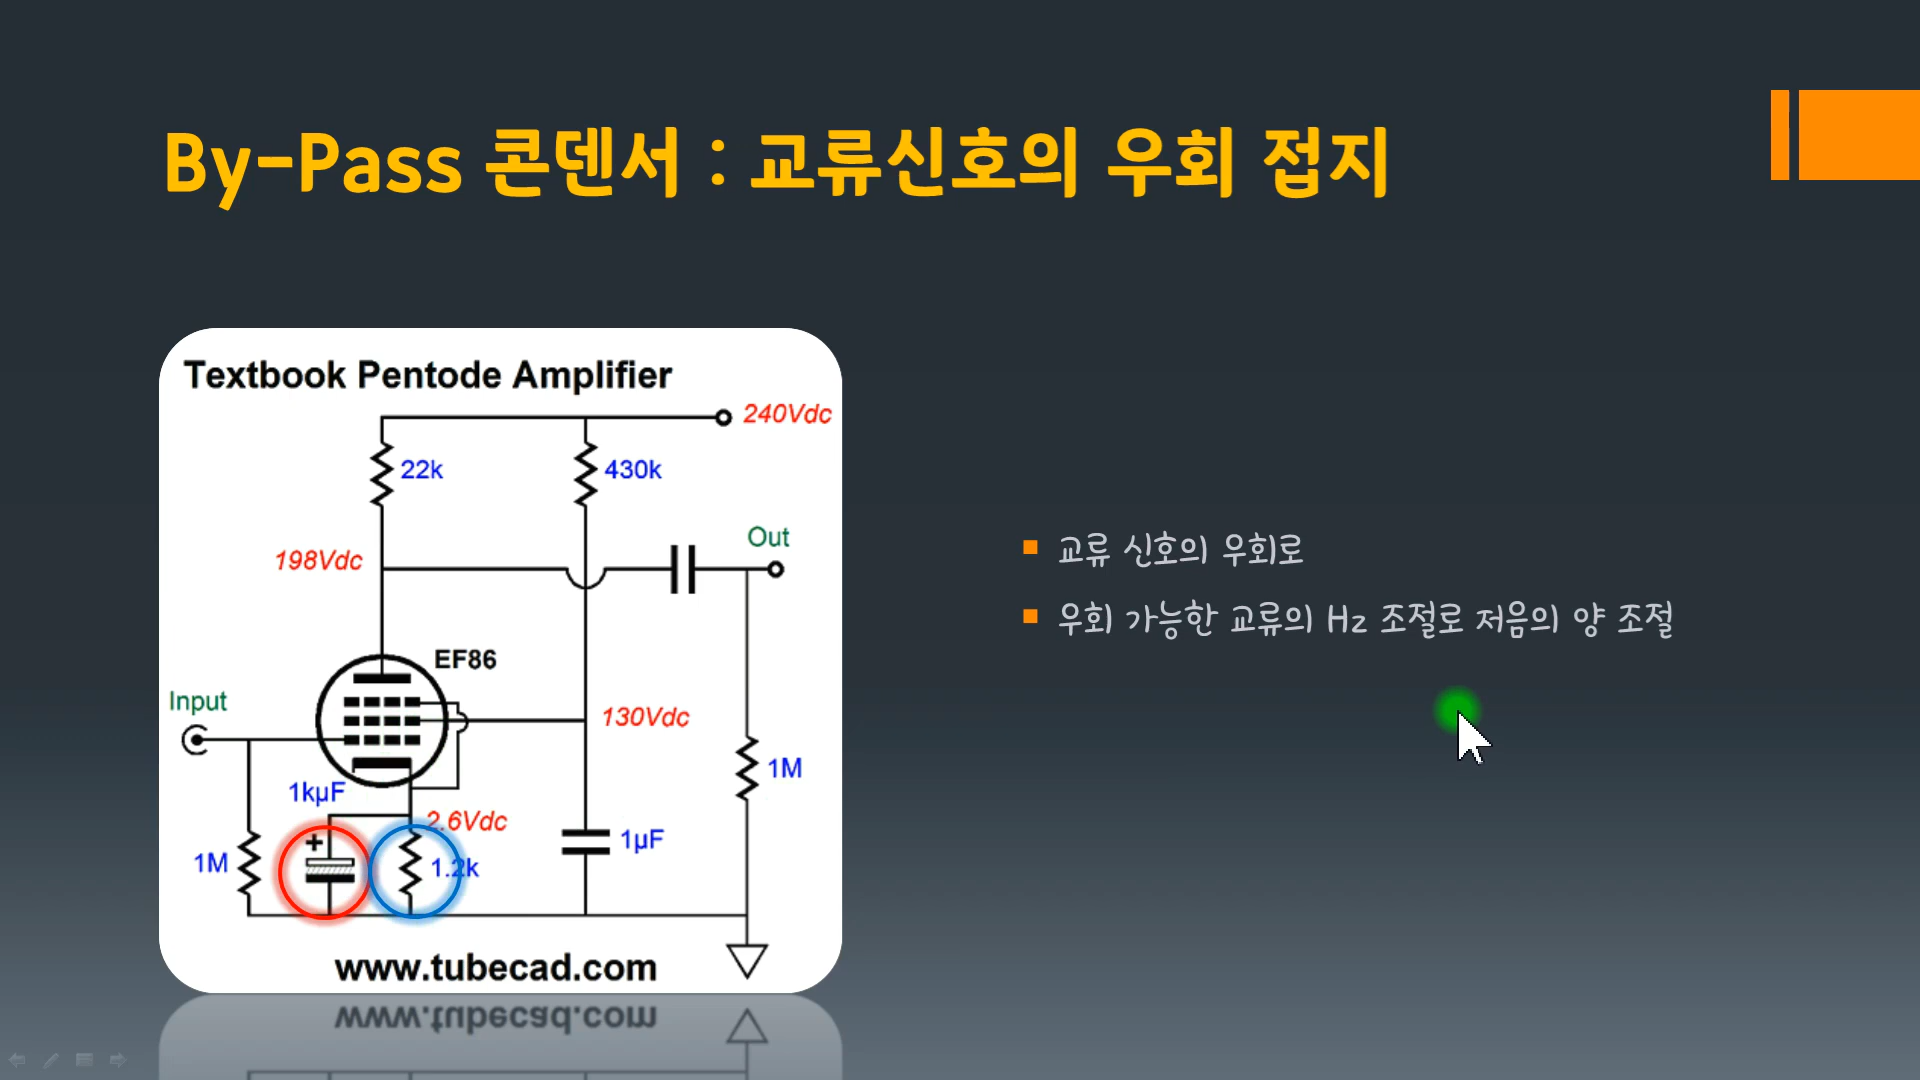 By-Pass 콘덴서 : 교류신호의 우회 접지
Textbook Pentode Amplifier
240Vdc
22k
430k
Out
198Vdc
EF86
Input
130Vdc
1M
1kµF
2.6Vdc
1µF
1M
+
1.2k
www.tubecad.com
교류 신호의 우회로
우회 가능한 교류의 Hz 조절로 저음의 양 조절
www.tubecad.com